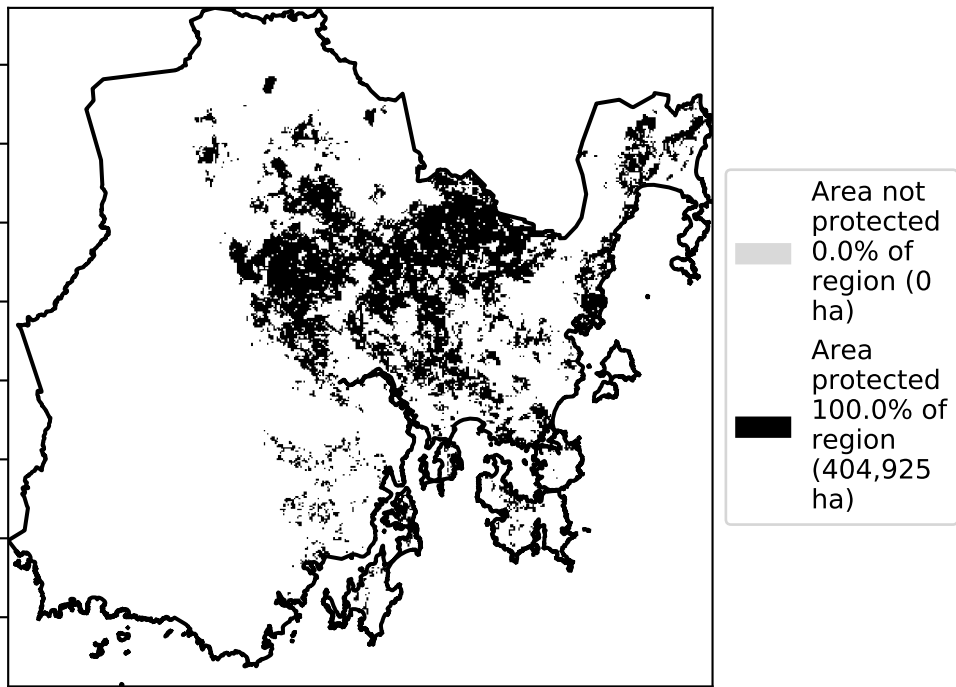 Area not
protected
0.0% of
region (0
ha)
Area
protected
100.0% of
region
(404,925
ha)